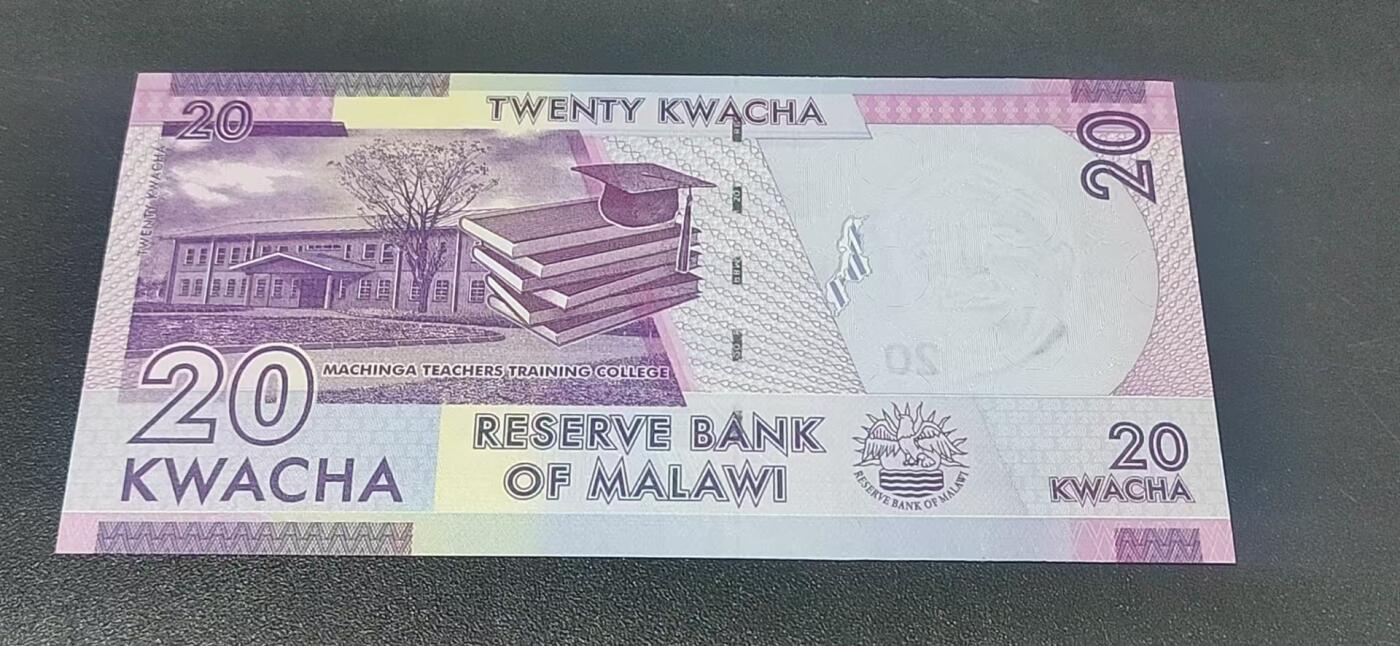 20
TWENTY KWACHA
20
TWENTY KWACHA
20
MACHINGA TEACHERS TRAINING COLLEGE
20
KWACHA
RESERVE BANK
OF MALAWI
RESERVE BANK OF MALAWI
20
KWACHA